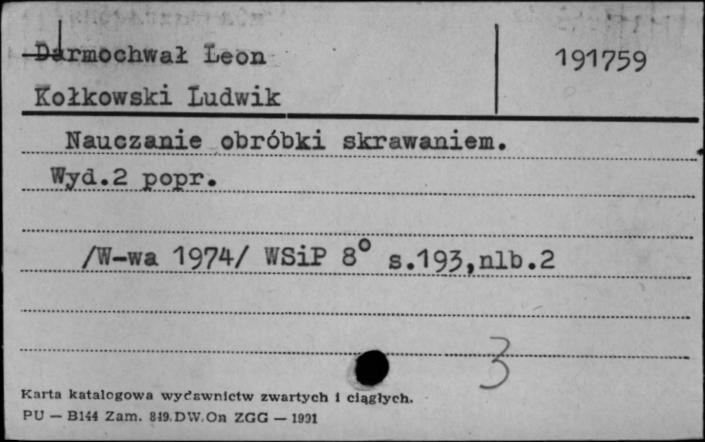 Darmochwał Leon 191759
Kołkowski Ludwik
Nauczanie obróbki skrawaniem.
Wyd.2 popr.
/W-wa 1974/ WSiP 8° s.193,nlb.2
3
Karta katalogowa wydawnictw zwartych i ciągłych.
PU — B144 Zam. 849.DW.On ZGG — 1991